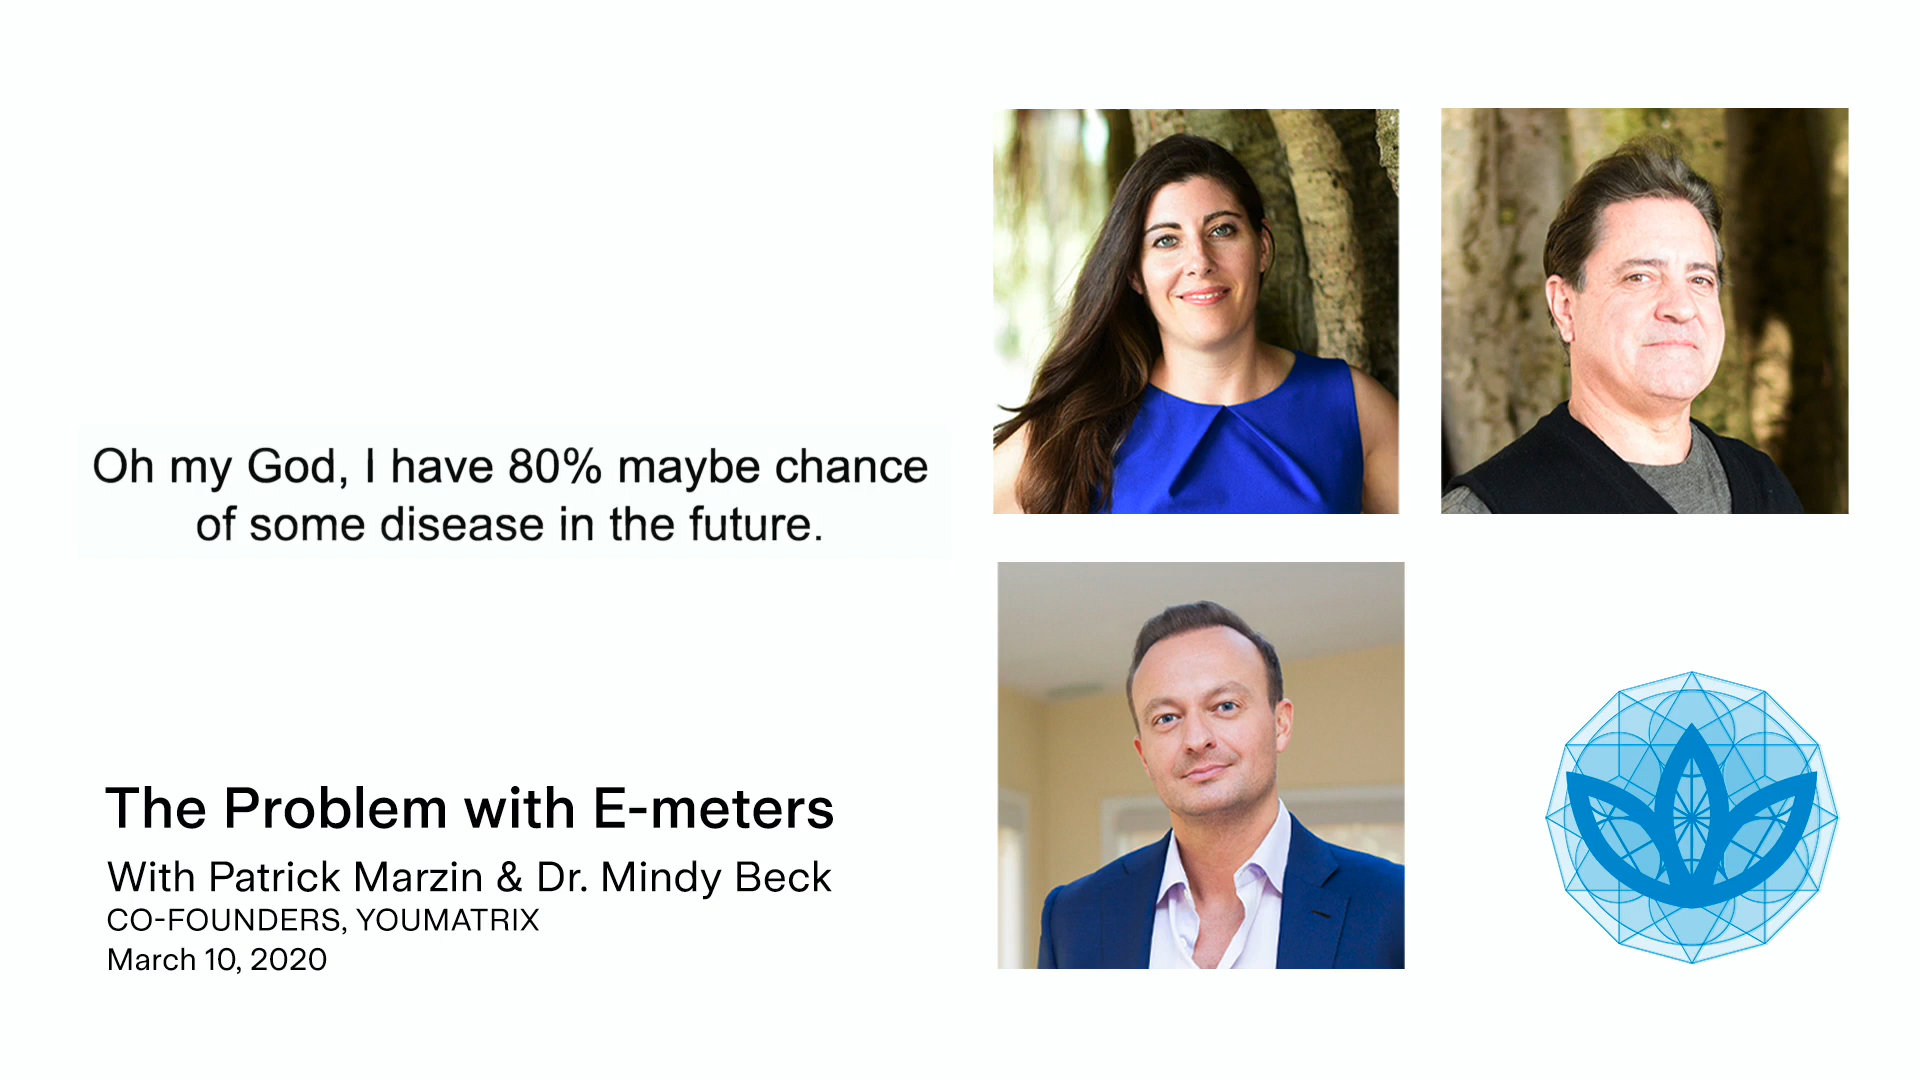 Oh my God, I have 80% maybe chance
of some disease in the future.
The Problem with E-meters
With Patrick Marzin & Dr. Mindy Beck
CO-FOUNDERS, YOUMATRIX
March 10, 2020